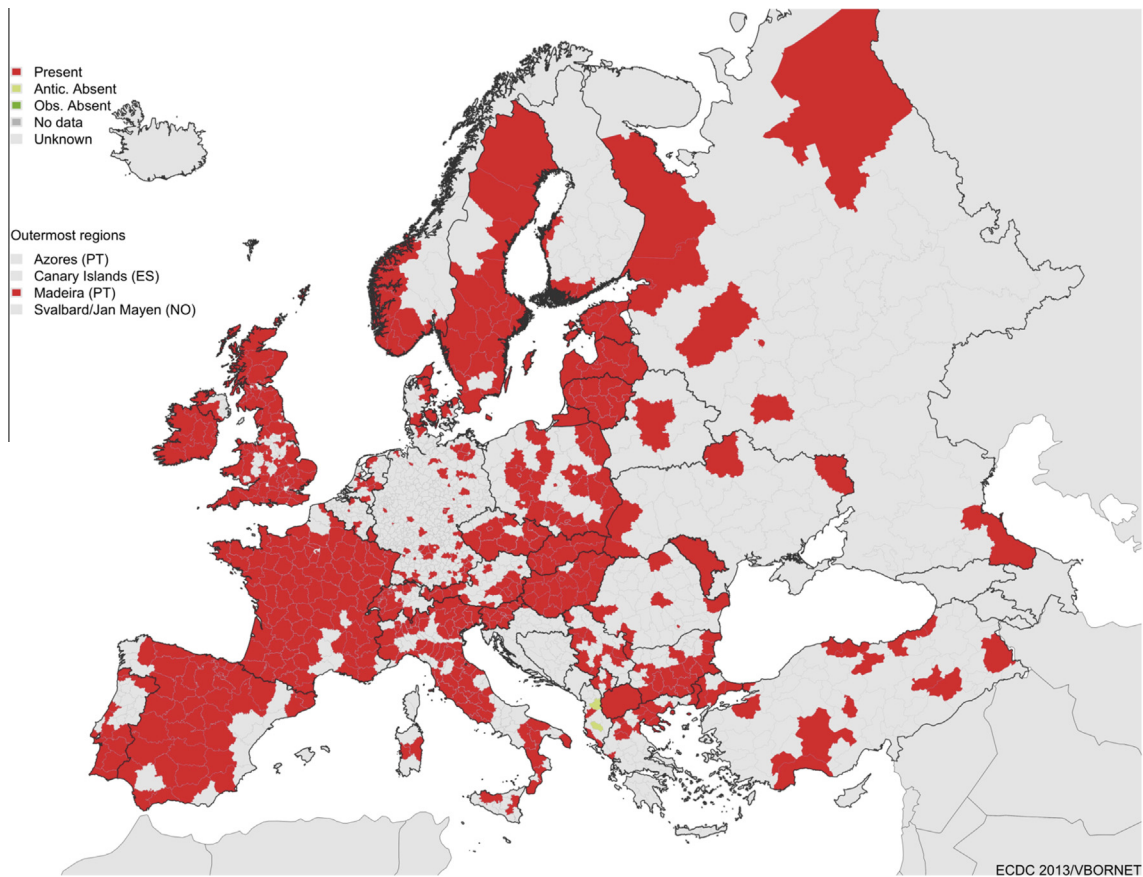 Present
Antic. Absent
Obs. Absent
No data
Unknown
Outermost regions
Azores (PT)
Canary Islands (ES)
Madeira (PT)
Svalbard/Jan Mayen (NO)
ECDC 2013/VBORNET